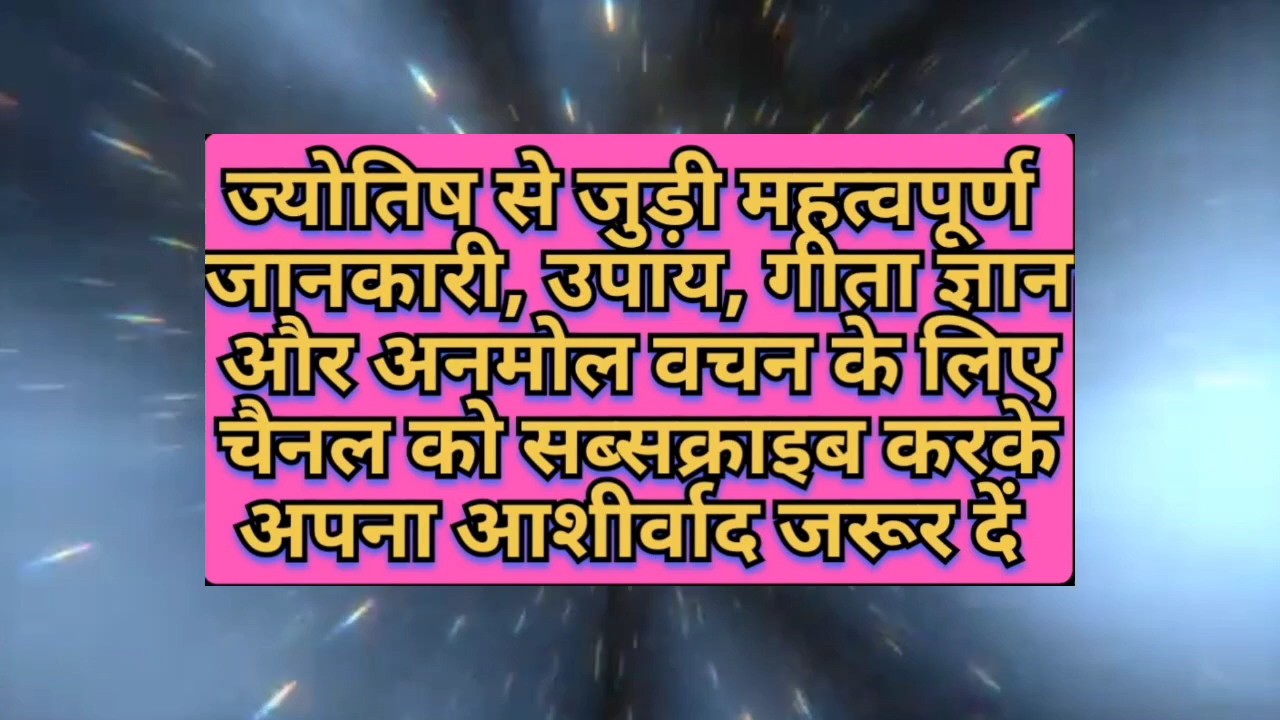 ज्योतिष से जुड़ी महत्वपूर्ण
जानकारी, उपाय, गीता ज्ञान
और अनमोल वचन के लिए
चैनल को सब्सक्राइब करके
अपना आशीर्वाद जरूर दें